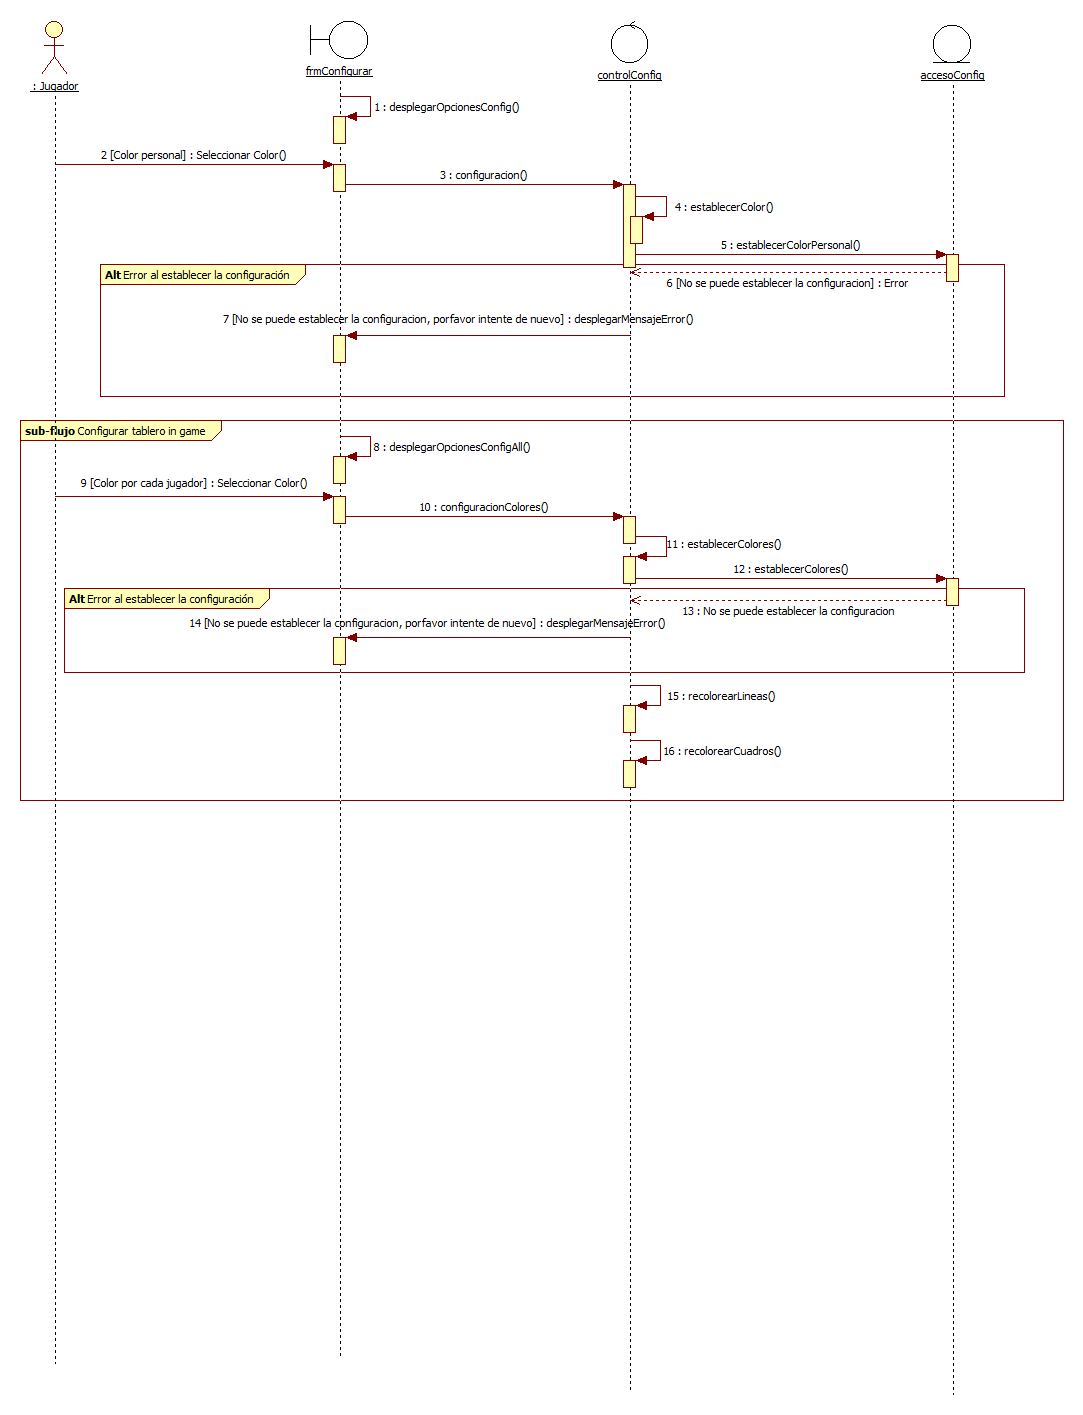 : Jugador
frmConfigurar
controlConfig
accesoConfig
1 : desplegarOpcionesConfig()
2 [Color personal] : Seleccionar Color()
3 : configuracion()
4 : establecerColor()
5 : establecerColorPersonal()
Alt Error al establecer la configuración
6 [No se puede establecer la configuracion] : Error
7 [No se puede establecer la configuracion, porfavor intente de nuevo] : desplegarMensajeError()
sub-flujo Configurar tablero in game
8 : desplegarOpcionesConfigAll()
9 [Color por cada jugador] : Seleccionar Color()
10 : configuracionColores()
11 : establecerColores()
12 : establecerColores()
Alt Error al establecer la configuración
13 : No se puede establecer la configuracion
14 [No se puede establecer la configuracion, porfavor intente de nuevo] : desplegarMensajeError()
15 : recolorearLineas()
16 : recolorearCuadros()